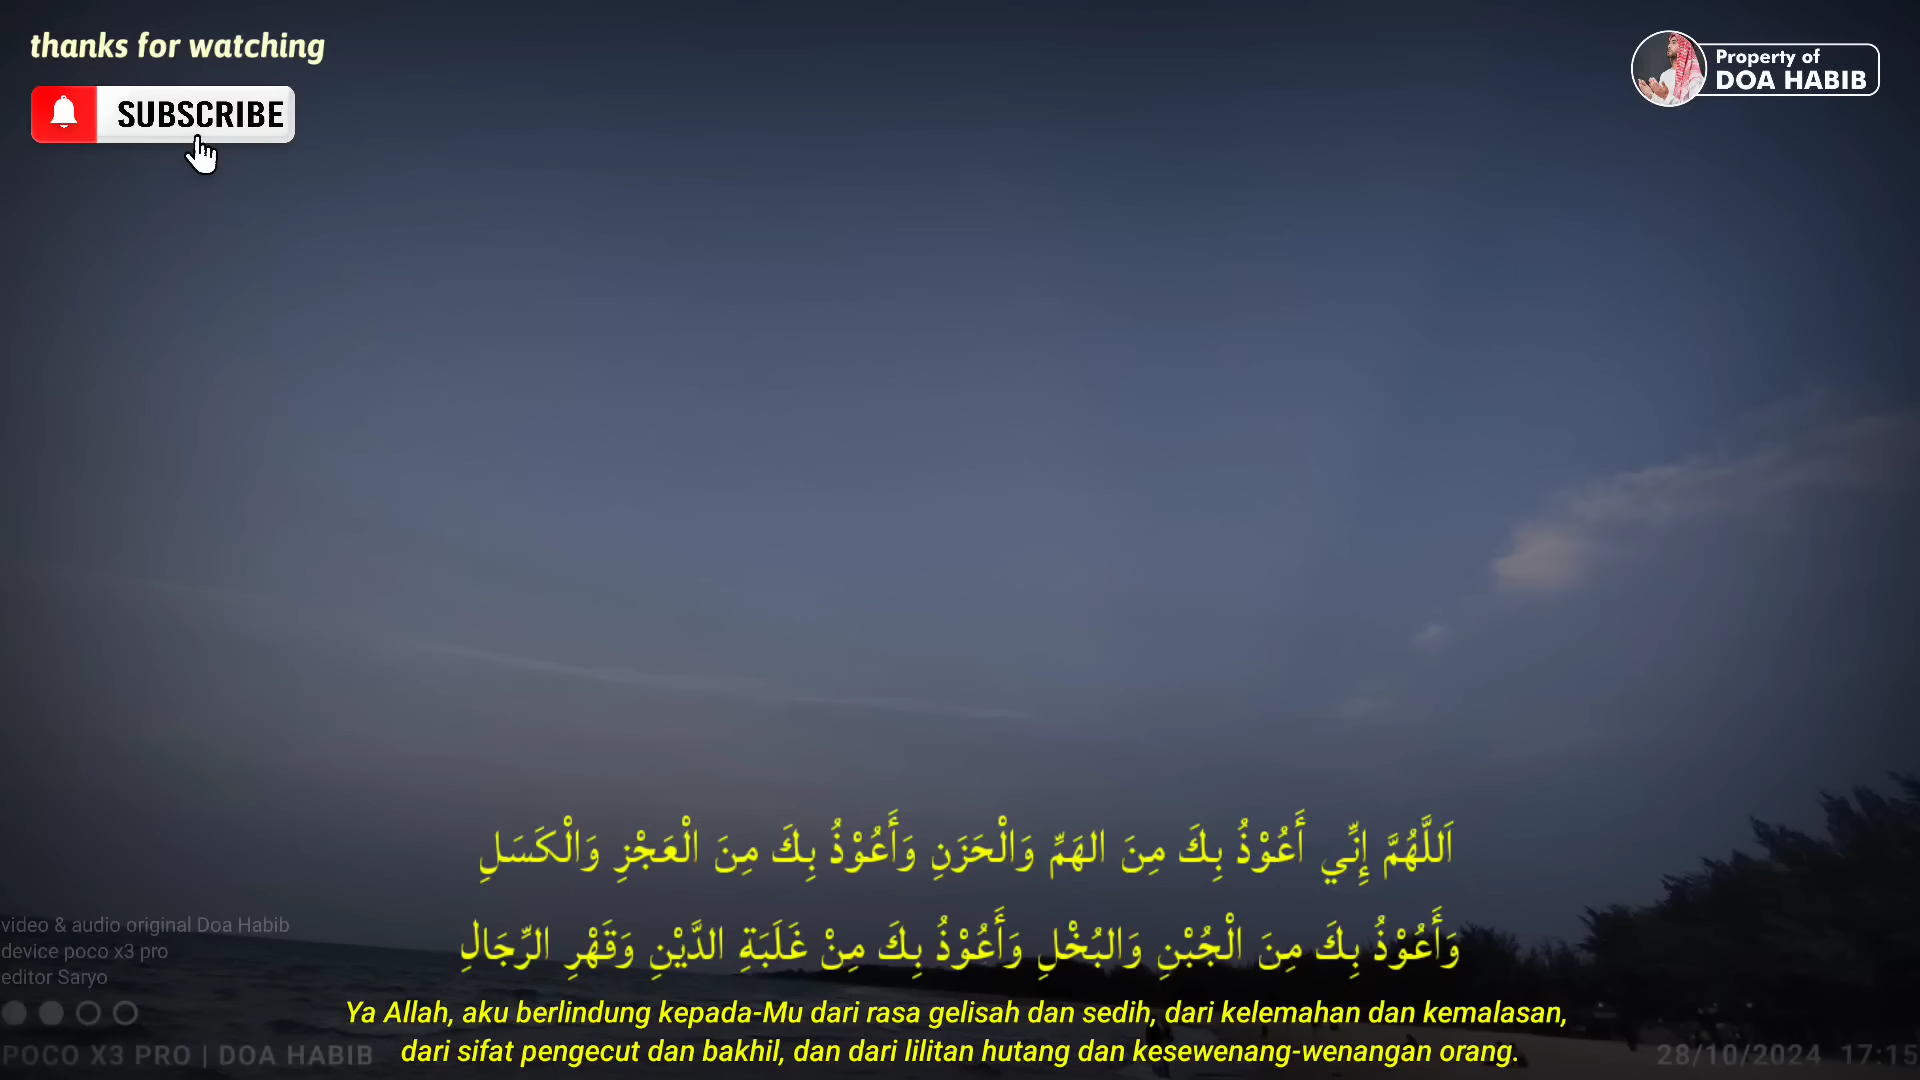 thanks for watching
SUBSCRIBE
Property of
DOA HABIB
اَللَّهُمَّ إِنِّي أَعُوْذُ بِكَ مِنَ الهَمِّ وَالْحَزَنِ وَأَعُوْذُ بِكَ مِنَ الْعَجْزِ وَالْكَسَلِ
وَأَعُوْذُ بِكَ مِنَ الْجُبْنِ وَالبُخْلِ وَأَعُوْذُ بِكَ مِنْ غَلَبَةِ الدَّيْنِ وَقَهْرِ الرِّجَالِ
Ya Allah, aku berlindung kepada-Mu dari rasa gelisah dan sedih, dari kelemahan dan kemalasan,
dari sifat pengecut dan bakhil, dan dari lilitan hutang dan kesewenang-wenangan orang.
video & audio original Doa Habib
device poco x3 pro
editor Saryo
POCO X3 PRO | DOA HABIB
28/10/2024 17:15